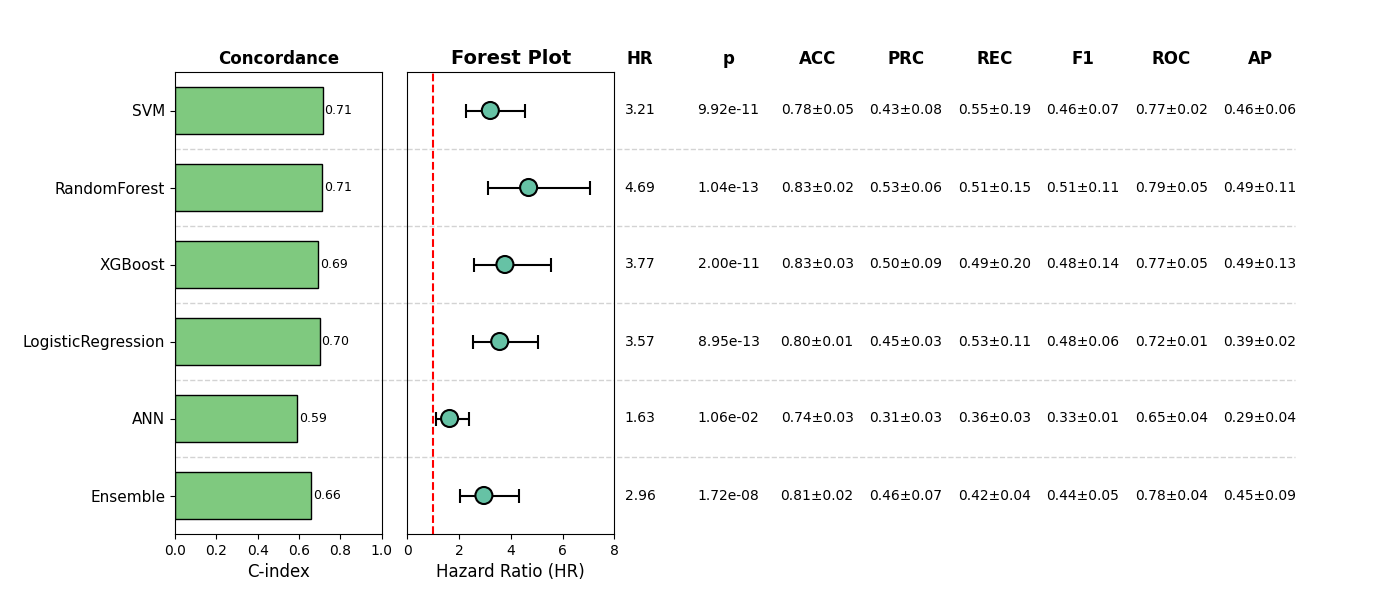 Concordance Forest Plot HR p ACC PRC REC F1 ROC AP
SVM 0.71 3.21 9.92e-11 0.78±0.05 0.43±0.08 0.55±0.19 0.46±0.07 0.77±0.02 0.46±0.06
RandomForest 0.71 4.69 1.04e-13 0.83±0.02 0.53±0.06 0.51±0.15 0.51±0.11 0.79±0.05 0.49±0.11
XGBoost 0.69 3.77 2.00e-11 0.83±0.03 0.50±0.09 0.49±0.20 0.48±0.14 0.77±0.05 0.49±0.13
LogisticRegression 0.70 3.57 8.95e-13 0.80±0.01 0.45±0.03 0.53±0.11 0.48±0.06 0.72±0.01 0.39±0.02
ANN 0.59 1.63 1.06e-02 0.74±0.03 0.31±0.03 0.36±0.03 0.33±0.01 0.65±0.04 0.29±0.04
Ensemble 0.66 2.96 1.72e-08 0.81±0.02 0.46±0.07 0.42±0.04 0.44±0.05 0.78±0.04 0.45±0.09
0.0 0.2 0.4 0.6 0.8 1.0 0 2 4 6 8
C-index Hazard Ratio (HR)